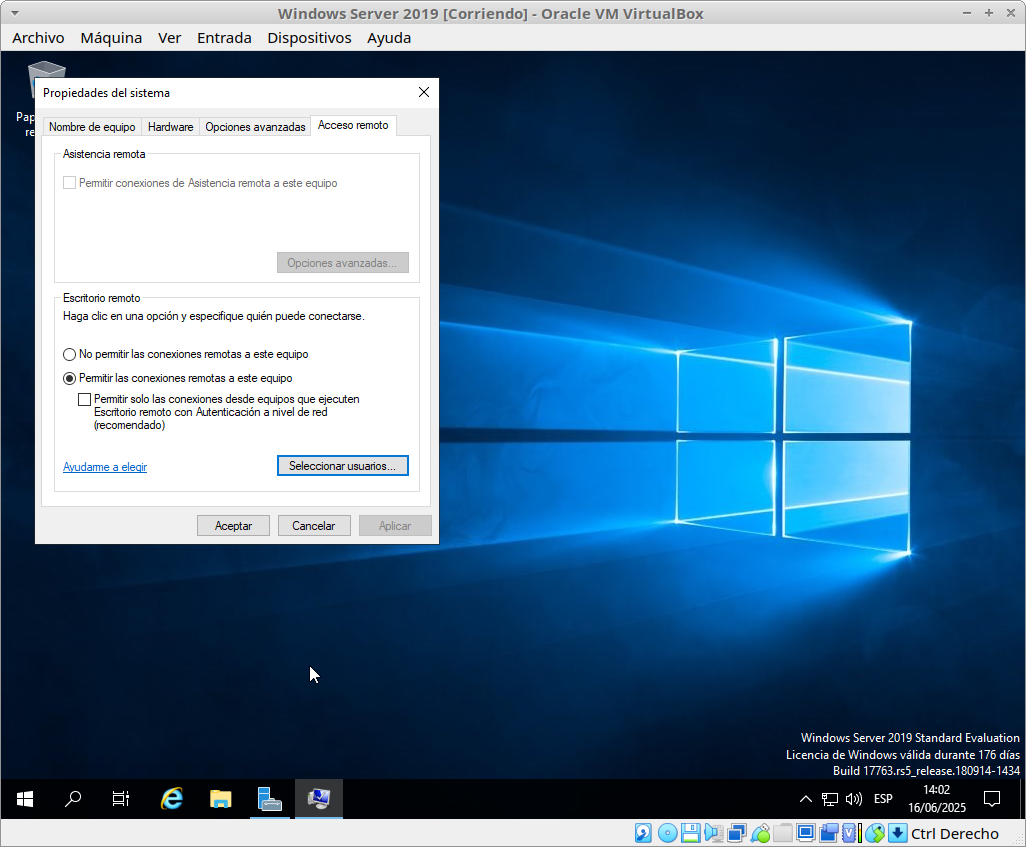 Windows Server 2019 [Corriendo] - Oracle VM VirtualBox
Archivo Máquina Ver Entrada Dispositivos Ayuda
Propiedades del sistema
Nombre de equipo Hardware Opciones avanzadas Acceso remoto
Asistencia remota
Permitir conexiones de Asistencia remota a este equipo
Opciones avanzadas...
Escritorio remoto
Haga clic en una opción y especifique quién puede conectarse.
No permitir las conexiones remotas a este equipo
Permitir las conexiones remotas a este equipo
Permitir solo las conexiones desde equipos que ejecuten
Escritorio remoto con Autenticación a nivel de red
(recomendado)
Ayudarme a elegir
Seleccionar usuarios...
Aceptar Cancelar Aplicar
Windows Server 2019 Standard Evaluation
Licencia de Windows válida durante 176 días
Build 17763.rs5_release.180914-1434
ESP
14:02
16/06/2025
Ctrl Derecho